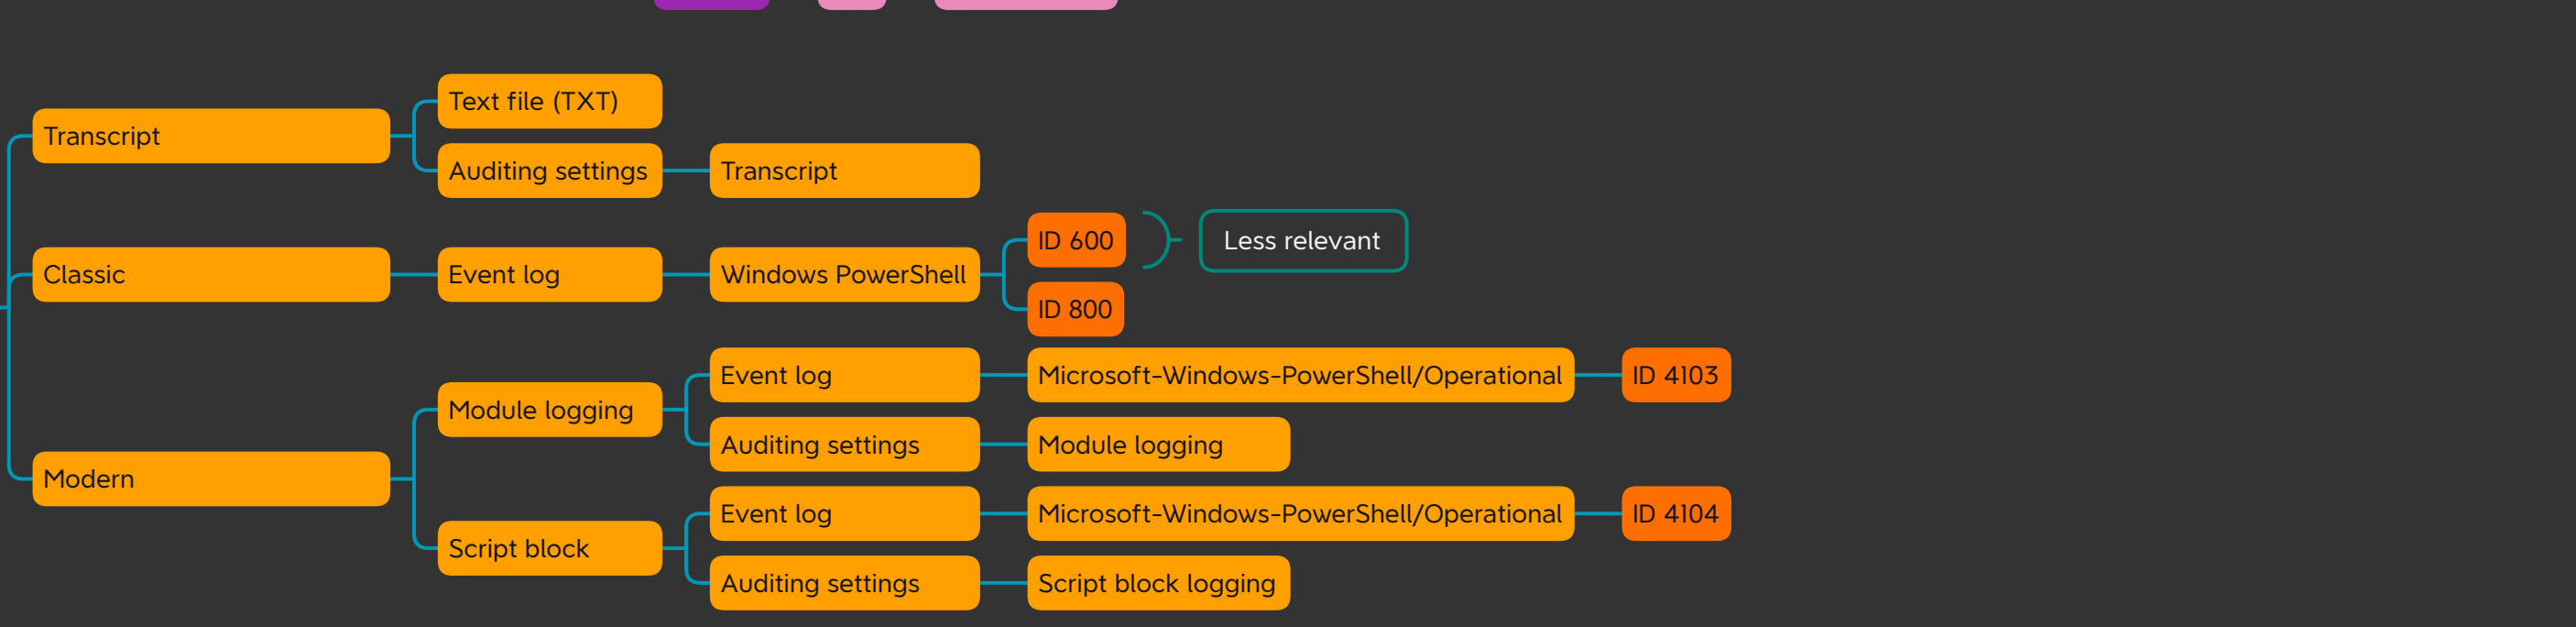 Transcript
Text file (TXT)
Auditing settings
Transcript
Classic
Event log
Windows PowerShell
ID 600
Less relevant
ID 800
Modern
Module logging
Event log
Microsoft-Windows-PowerShell/Operational
ID 4103
Auditing settings
Module logging
Script block
Event log
Microsoft-Windows-PowerShell/Operational
ID 4104
Auditing settings
Script block logging